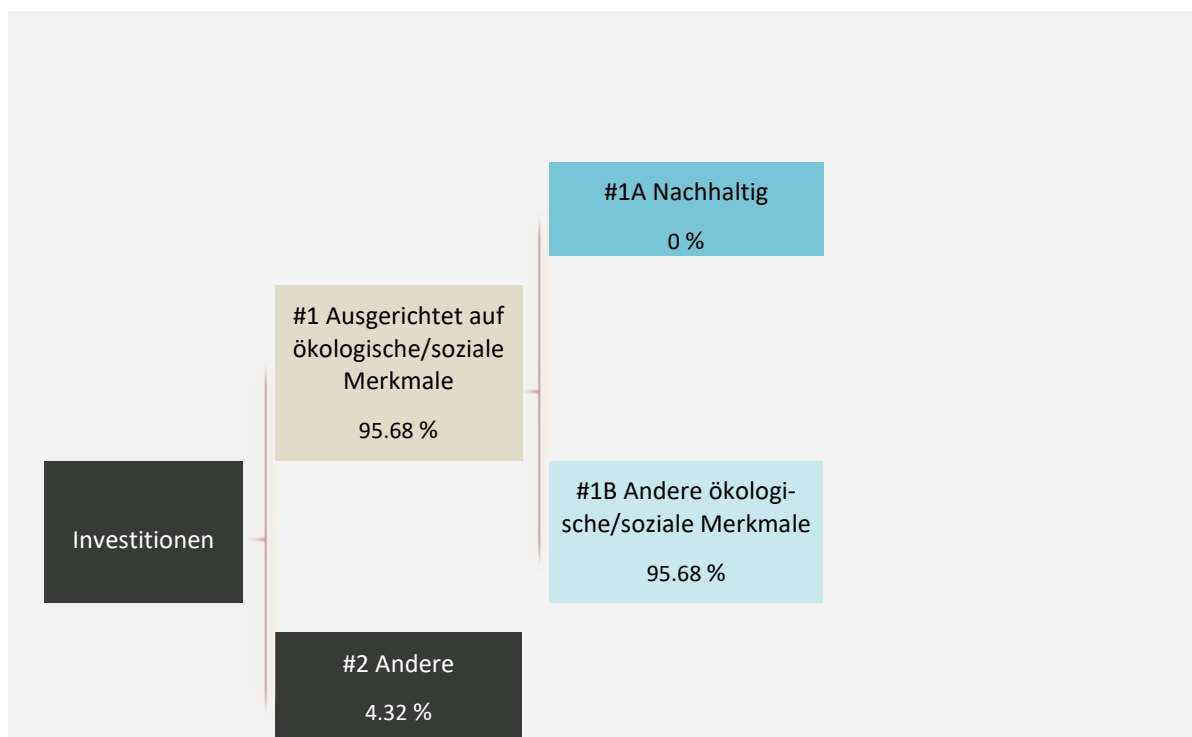 #1A Nachhaltig
0 %
#1 Ausgerichtet auf
ökologische/soziale
Merkmale
95.68 %
#1B Andere ökologi-
sche/soziale Merkmale
95.68 %
Investitionen
#2 Andere
4.32 %